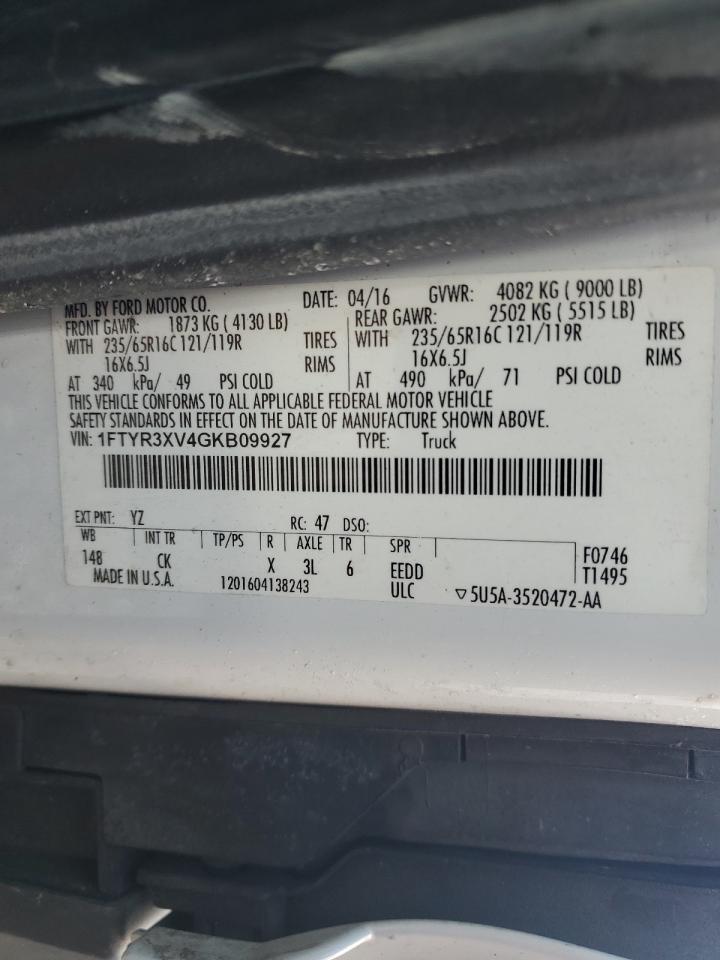 MFD. BY FORD MOTOR CO. DATE: 04/16 GVWR: 4082 KG ( 9000 LB)
FRONT GAWR: 1873 KG ( 4130 LB) REAR GAWR: 2502 KG ( 5515 LB)
WITH 235/65R16C 121/119R TIRES WITH 235/65R16C 121/119R TIRES
16X6.5J RIMS 16X6.5J RIMS
AT 340 kPa/ 49 PSI COLD AT 490 kPa/ 71 PSI COLD
THIS VEHICLE CONFORMS TO ALL APPLICABLE FEDERAL MOTOR VEHICLE
SAFETY STANDARDS IN EFFECT ON THE DATE OF MANUFACTURE SHOWN ABOVE.
VIN: 1FTYR3XV4GKB09927 TYPE: Truck
EXT PNT: YZ RC: 47 DSO:
WB INT TR TP/PS R AXLE TR SPR
148 CK X 3L 6 EEDD F0746
MADE IN U.S.A. 1201604138243 ULC ▽5U5A-3520472-AA T1495